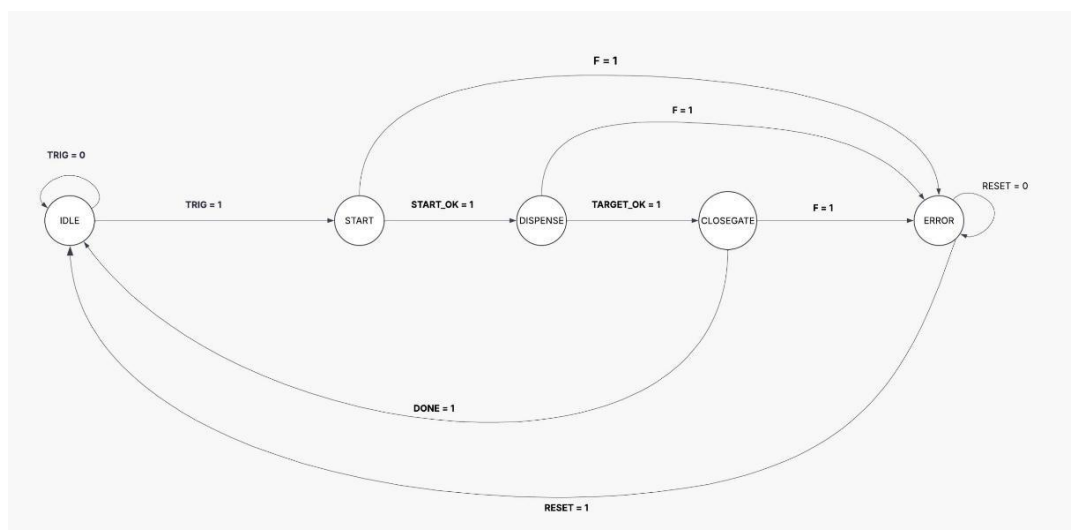 F = 1
F = 1
TRIG = 0
RESET = 0
TRIG = 1
START_OK = 1
TARGET_OK = 1
F = 1
IDLE
START
DISPENSE
CLOSEGATE
ERROR
DONE = 1
RESET = 1